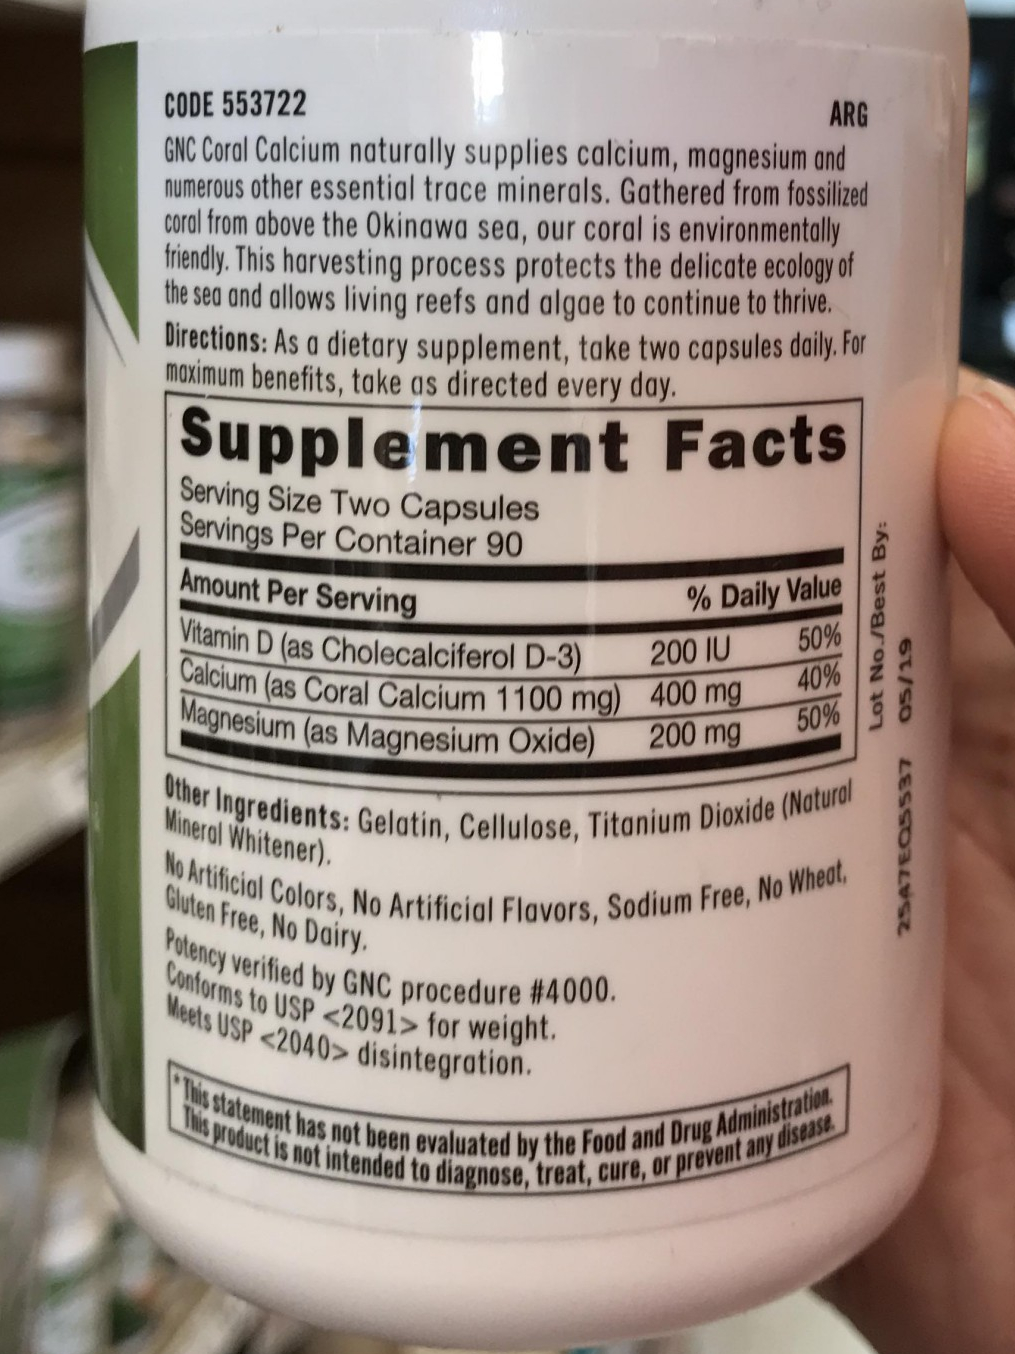 CODE 553722 ARG
GNC Coral Calcium naturally supplies calcium, magnesium and
numerous other essential trace minerals. Gathered from fossilized
coral from above the Okinawa sea, our coral is environmentally
friendly. This harvesting process protects the delicate ecology of
the sea and allows living reefs and algae to continue to thrive.
Directions: As a dietary supplement, take two capsules daily. For
maximum benefits, take as directed every day.
Supplement Facts
Serving Size Two Capsules
Servings Per Container 90
Amount Per Serving % Daily Value
Vitamin D (as Cholecalciferol D-3) 200 IU 50%
Calcium (as Coral Calcium 1100 mg) 400 mg 40%
Magnesium (as Magnesium Oxide) 200 mg 50%
Other Ingredients: Gelatin, Cellulose, Titanium Dioxide (Natural
Mineral Whitener).
No Artificial Colors, No Artificial Flavors, Sodium Free, No Wheat,
Gluten Free, No Dairy.
Potency verified by GNC procedure #4000.
Conforms to USP <2091> for weight.
Meets USP <2040> disintegration.
*This statement has not been evaluated by the Food and Drug Administration.
This product is not intended to diagnose, treat, cure, or prevent any disease.
Lot No./Best By:
2547EQ5537 05/19